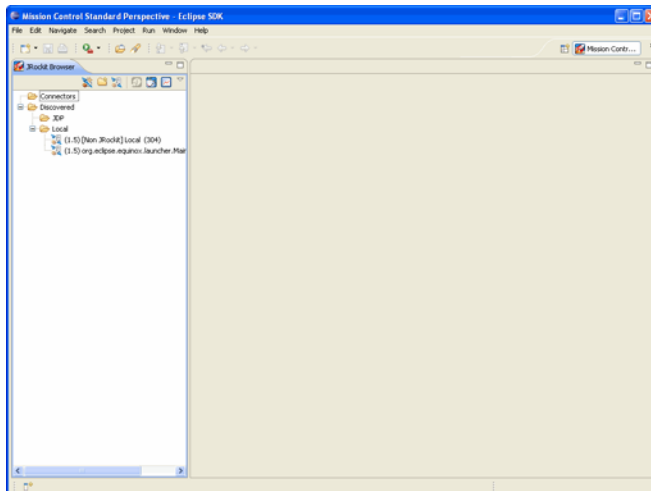 Mission Control Standard Perspective - Eclipse SDK
File Edit Navigate Search Project Run Window Help
Mission Contr...
JRockit Browser
Connectors
Discovered
JDP
Local
(1.5) [Non JRockit] Local (304)
(1.5) org.eclipse.equinox.launcher.Mair